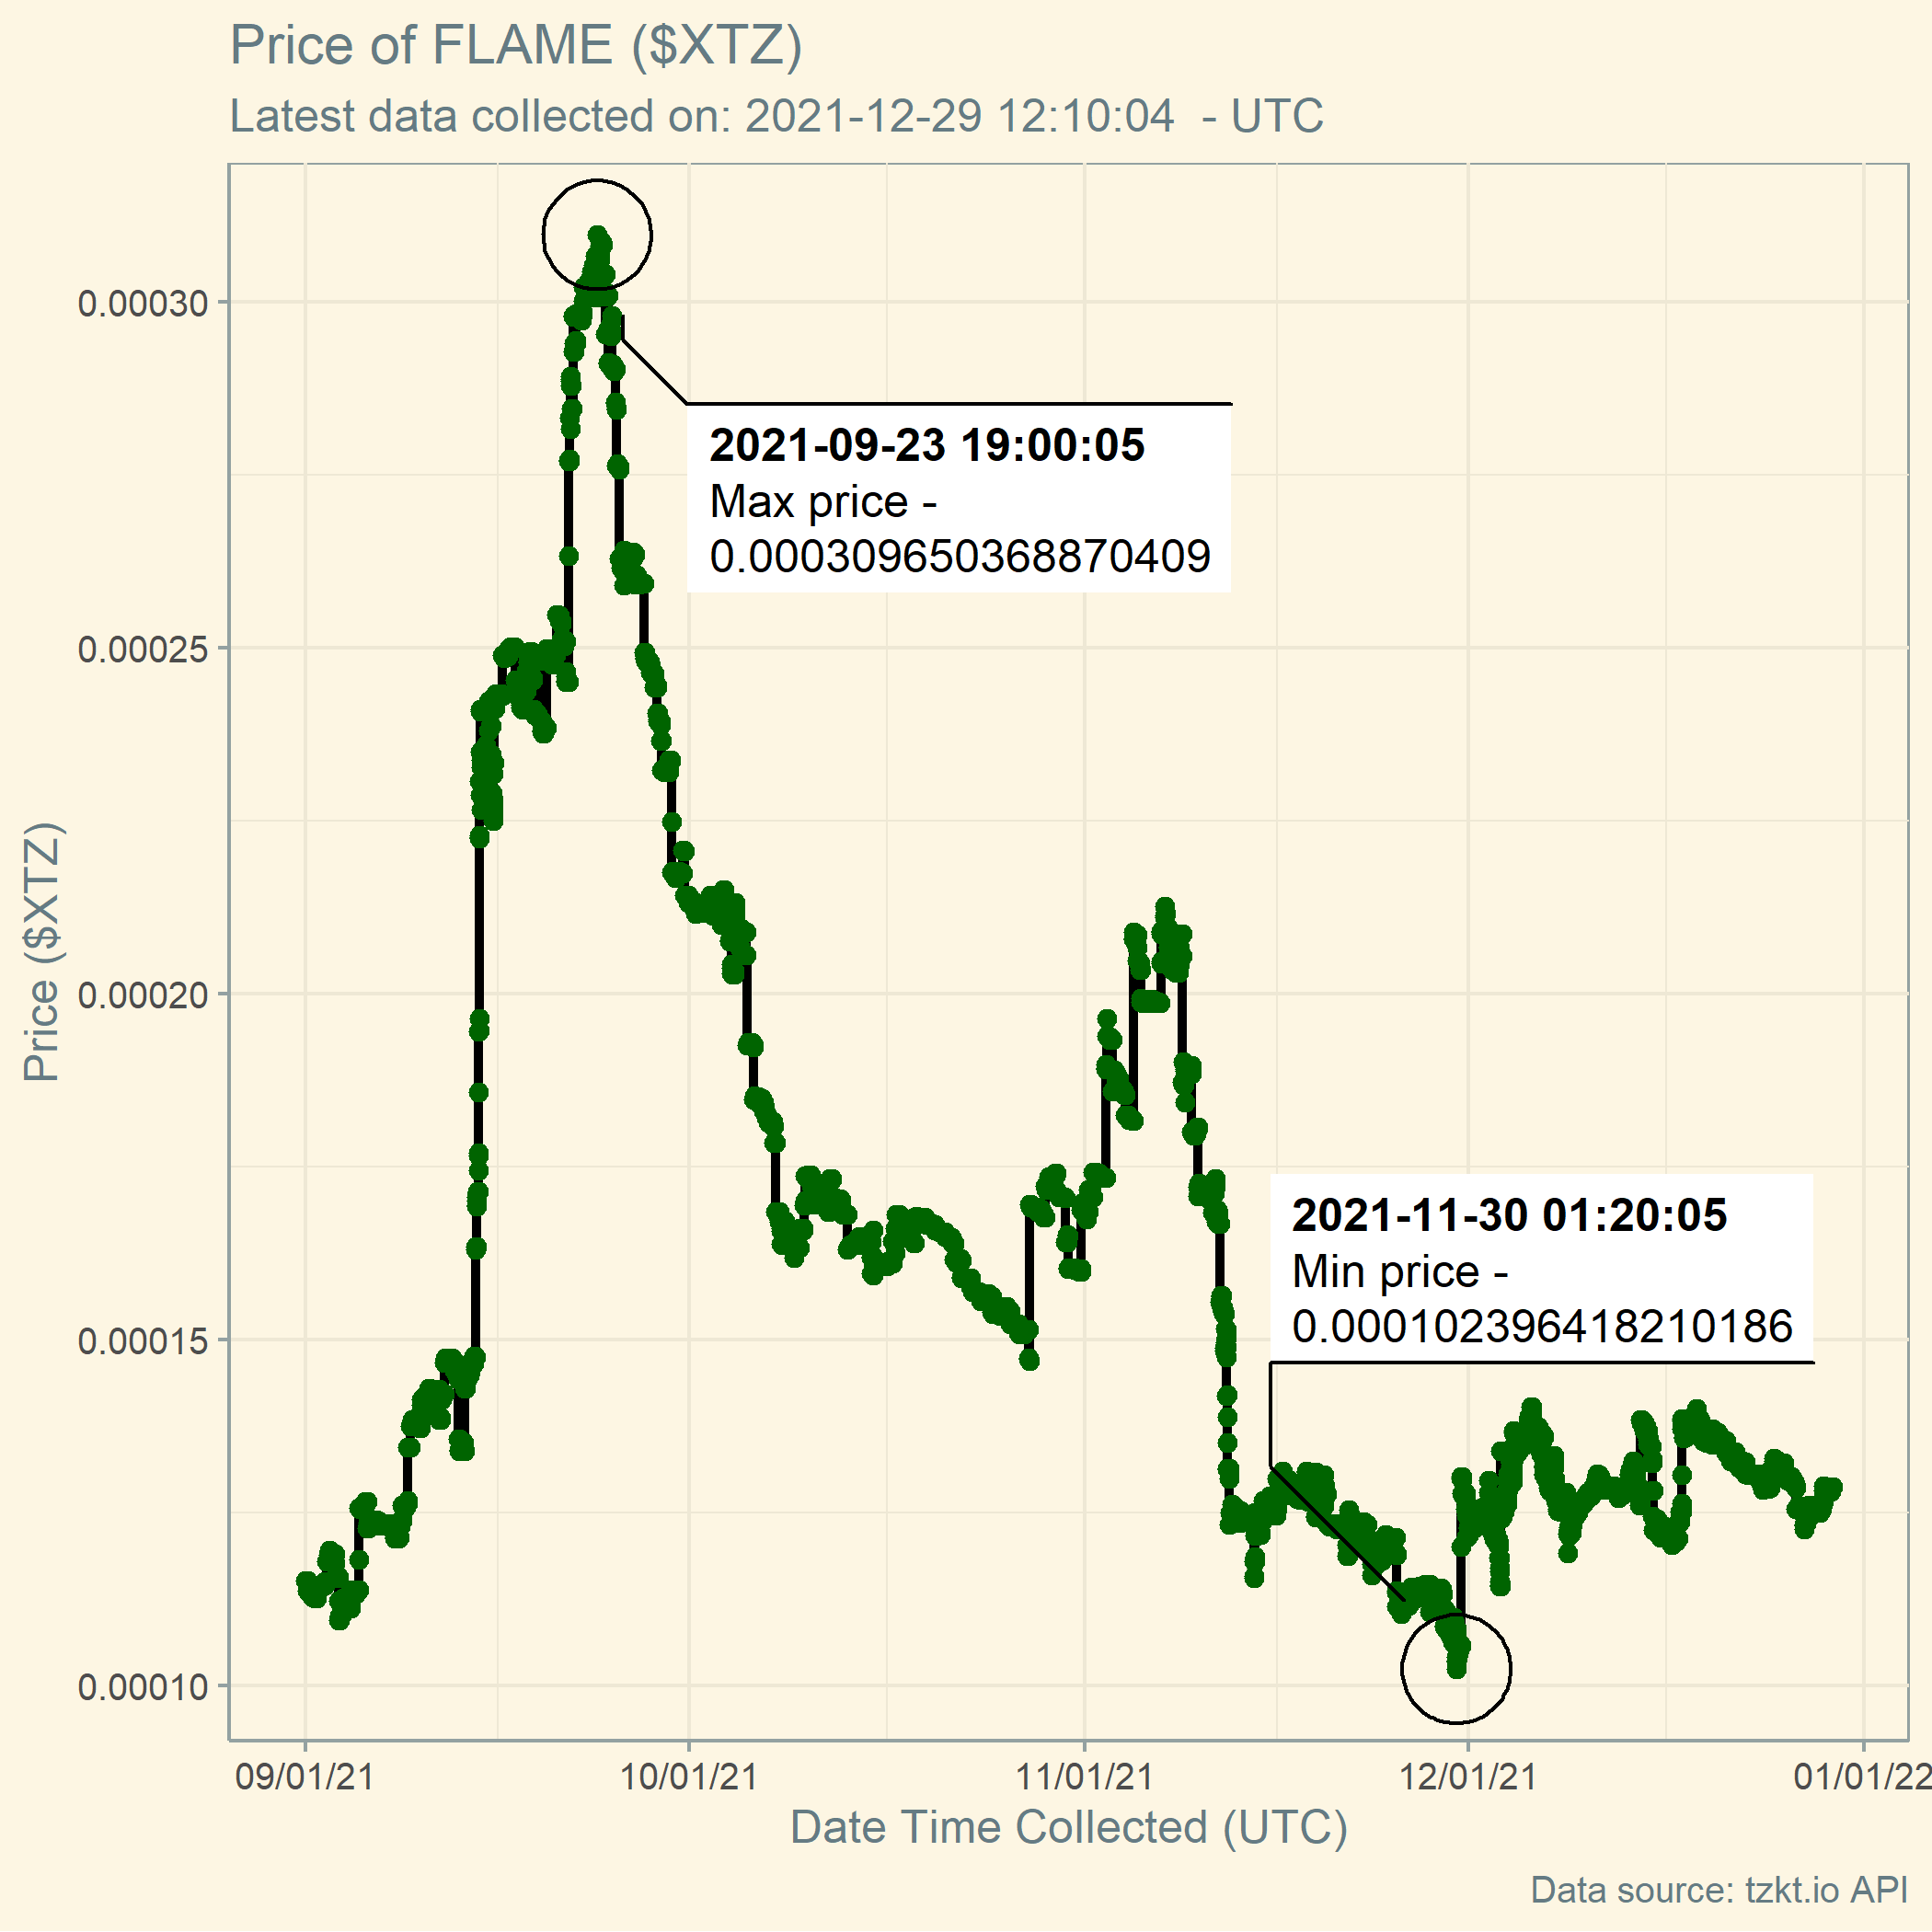 Price of FLAME ($XTZ)
Latest data collected on: 2021-12-29 12:10:04  - UTC
0.00030
0.00025
0.00020
0.00015
0.00010
Price ($XTZ)
2021-09-23 19:00:05
Max price -
0.000309650368870409
2021-11-30 01:20:05
Min price -
0.000102396418210186
09/01/21
10/01/21
11/01/21
12/01/21
01/01/22
Date Time Collected (UTC)
Data source: tzkt.io API